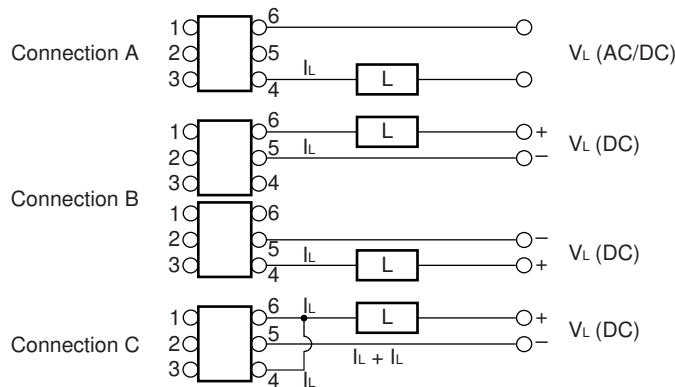 1 6
Connection A 2 5 VL (AC/DC)
3 4 IL L
1 6 L +
2 5 IL − VL (DC)
3 4
Connection B
1 6
2 5 −
3 4 IL L + VL (DC)
1 6 IL L +
Connection C 2 5 − VL (DC)
IL + IL
3 4 IL